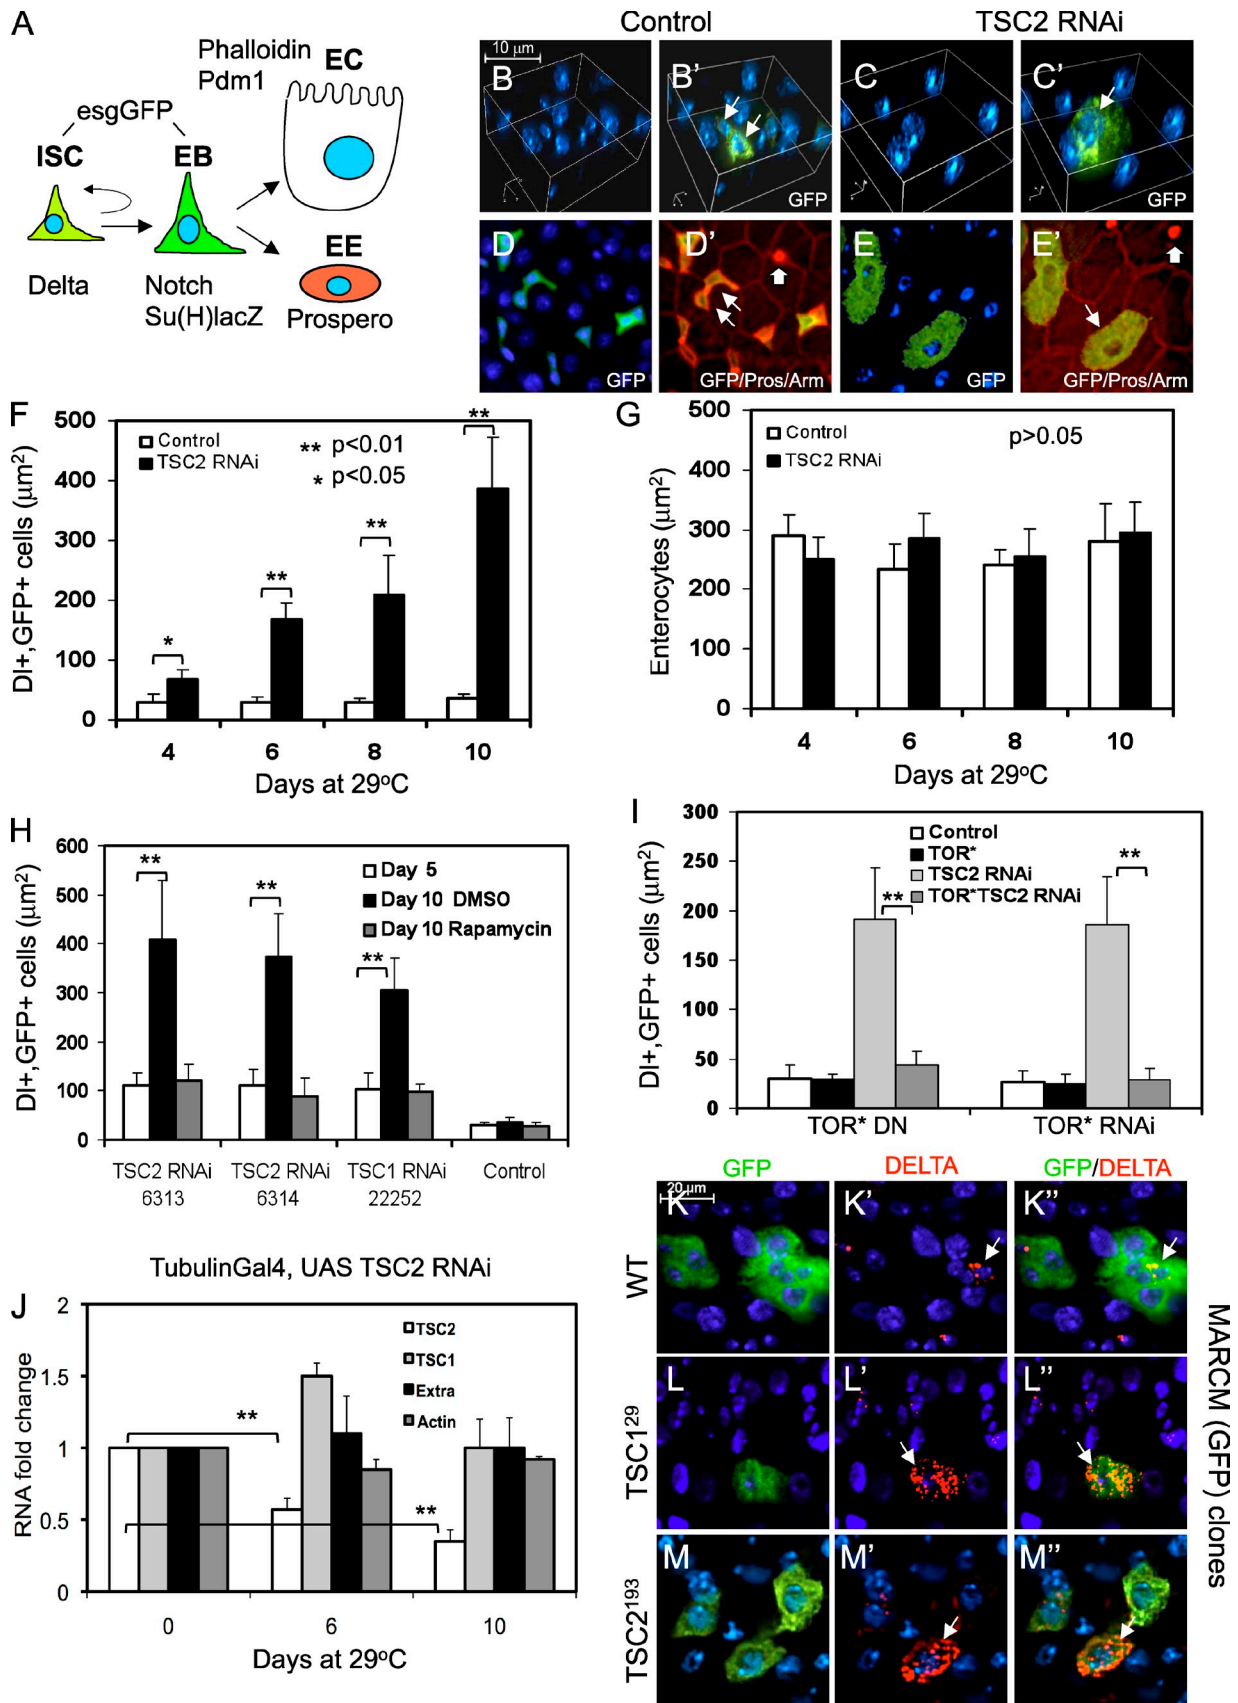 A
Phalloidin
Pdm1
EC
esgGFP
ISC
EB
EE
Delta
Notch
Su(H)lacZ
Prospero
Control
TSC2 RNAi
10 µm
B
B'
GFP
C
C'
GFP
D
GFP
D'
GFP/Pros/Arm
E
GFP
E'
GFP/Pros/Arm
F
Dl+,GFP+ cells (µm²)
500
400
300
200
100
0
Control
TSC2 RNAi
** p<0.01
* p<0.05
*
**
**
**
4 6 8 10
Days at 29ºC
G
Enterocytes (µm²)
500
400
300
200
100
0
Control
TSC2 RNAi
p>0.05
4 6 8 10
Days at 29ºC
H
Dl+,GFP+ cells (µm²)
600
500
400
300
200
100
0
**
**
**
Day 5
Day 10 DMSO
Day 10 Rapamycin
TSC2 RNAi
6313
TSC2 RNAi
6314
TSC1 RNAi
22252
Control
I
Dl+,GFP+ cells (µm²)
300
250
200
150
100
50
0
Control
TOR*
TSC2 RNAi
TOR*TSC2 RNAi
**
**
TOR* DN
TOR* RNAi
J
TubulinGal4, UAS TSC2 RNAi
RNA fold change
2
1.5
1
0.5
0
TSC2
TSC1
Extra
Actin
**
**
0 6 10
Days at 29ºC
GFP
DELTA
GFP/DELTA
20 µm
K
K'
K''
WT
L
L'
L''
TSC1²⁹
M
M'
M''
TSC2¹⁹³
MARCM (GFP) clones